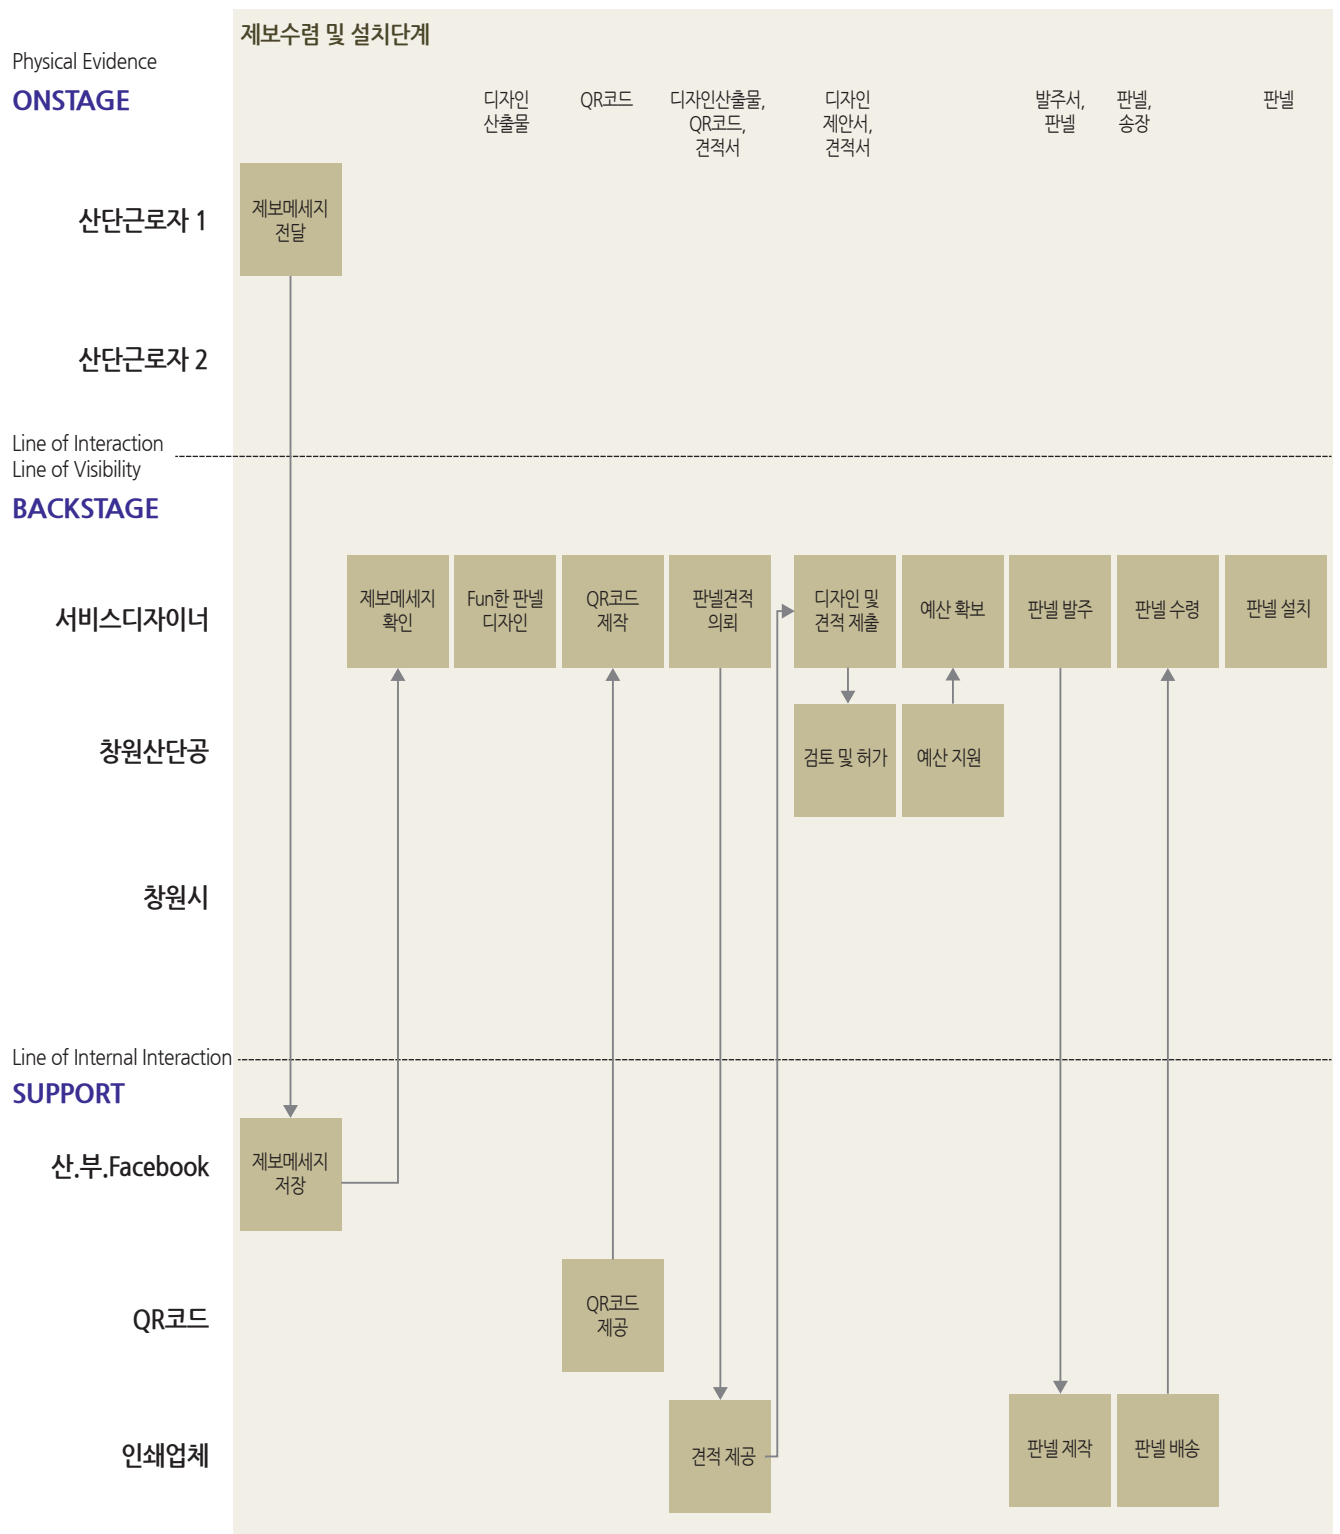 제보수렴 및 설치단계
Physical Evidence
ONSTAGE
디자인
산출물
QR코드
디자인산출물,
QR코드,
견적서
디자인
제안서,
견적서
발주서,
판넬
판넬,
송장
판넬
산단근로자 1
제보메세지
전달
산단근로자 2
Line of Interaction
Line of Visibility
BACKSTAGE
서비스디자이너
제보메세지
확인
Fun한 판넬
디자인
QR코드
제작
판넬견적
의뢰
디자인 및
견적 제출
예산 확보
판넬 발주
판넬 수령
판넬 설치
창원산단공
검토 및 허가
예산 지원
창원시
Line of Internal Interaction
SUPPORT
산.부.Facebook
제보메세지
저장
QR코드
QR코드
제공
인쇄업체
견적 제공
판넬 제작
판넬 배송